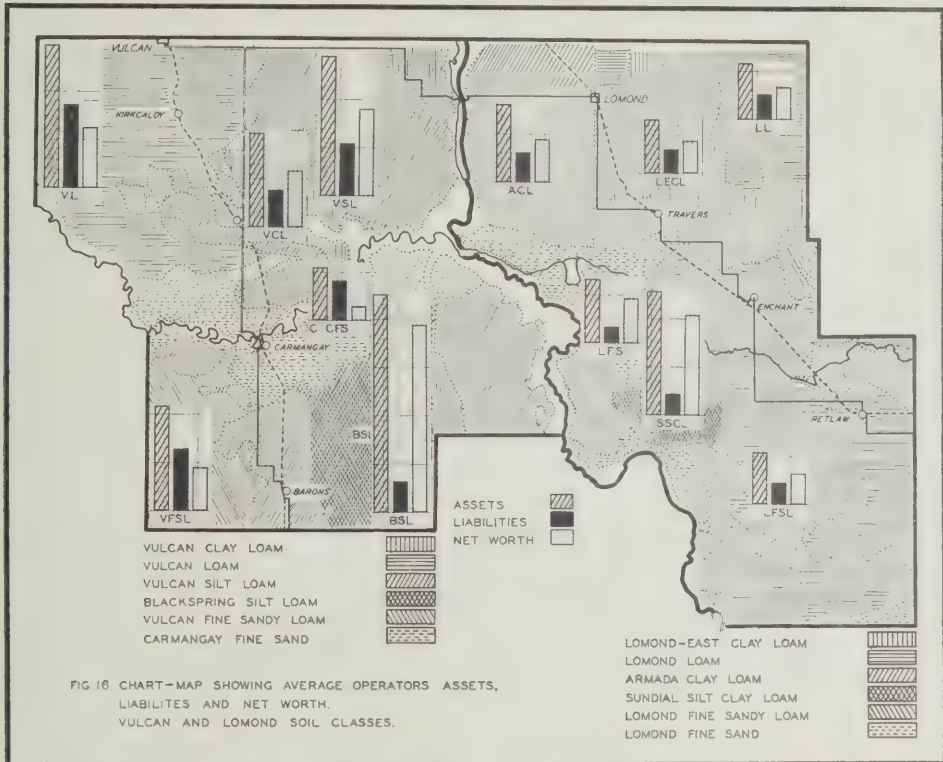 VULCAN
KIRKCALDY
LOMOND
VL
VCL
VSL
ACL
LECL
LL
TRAVERS
ENCHANT
C CFS
CARMANGAY
LFS
SSCL
RETLAW
BSL
BARONS
VFSL
BSL
LFSL
ASSETS
LIABILITIES
NET WORTH
VULCAN CLAY LOAM
VULCAN LOAM
VULCAN SILT LOAM
BLACKSPRING SILT LOAM
VULCAN FINE SANDY LOAM
CARMANGAY FINE SAND
LOMOND-EAST CLAY LOAM
LOMOND LOAM
ARMADA CLAY LOAM
SUNDIAL SILT CLAY LOAM
LOMOND FINE SANDY LOAM
LOMOND FINE SAND
FIG 16. CHART-MAP SHOWING AVERAGE OPERATORS ASSETS,
LIABILITES AND NET WORTH.
VULCAN AND LOMOND SOIL CLASSES.